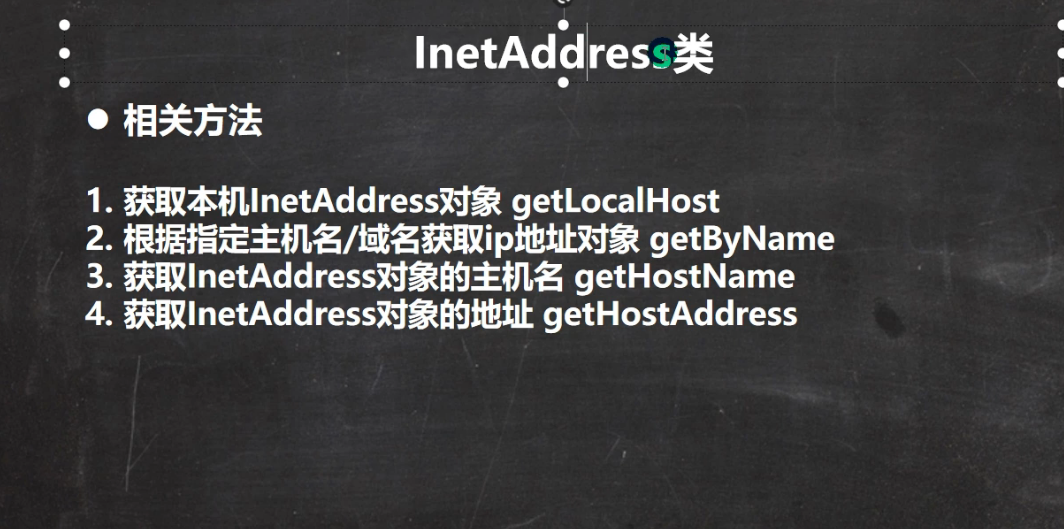 InetAddress类
● 相关方法
1. 获取本机InetAddress对象 getLocalHost
2. 根据指定主机名/域名获取ip地址对象 getByName
3. 获取InetAddress对象的主机名 getHostName
4. 获取InetAddress对象的地址 getHostAddress